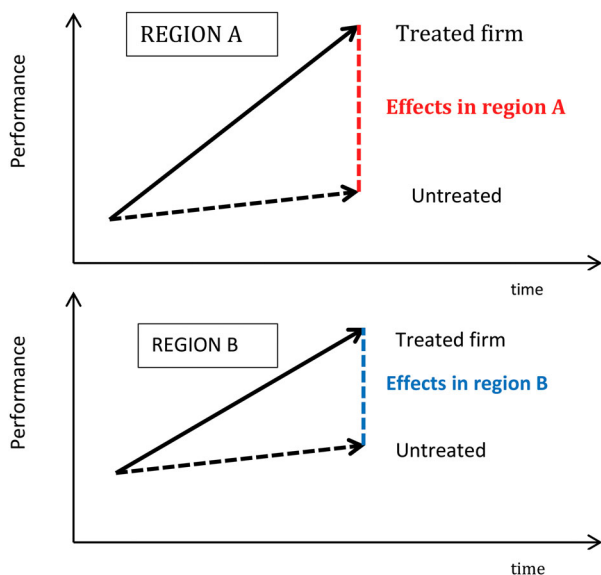 REGION A
Treated firm
Performance
Effects in region A
Untreated
time
REGION B
Treated firm
Performance
Effects in region B
Untreated
time